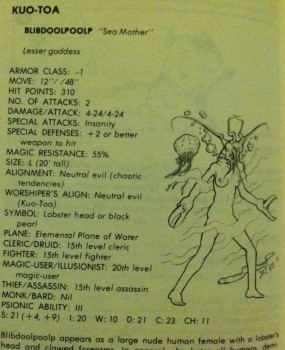 KUO-TOA
BLIBDOOLPOOLP "Sea Mother"
Lesser goddess
ARMOR CLASS: -1
MOVE: 12"/ /48"
HIT POINTS: 310
NO. OF ATTACKS: 2
DAMAGE/ATTACK: 4-24/4-24
SPECIAL ATTACKS: Insanity
SPECIAL DEFENSES: +2 or better
weapon to hit
MAGIC RESISTANCE: 55%
SIZE: L (20' tall)
ALIGNMENT: Neutral evil (chaotic
tendencies)
WORSHIPER'S ALIGN: Neutral evil
(Kuo-Toa)
SYMBOL: Lobster head or black
pearl
PLANE: Elemental Plane of Water
CLERIC/DRUID: 15th level cleric
FIGHTER: 15th level fighter
MAGIC-USER/ILLUSIONIST: 20th level
magic-user
THIEF/ASSASSIN: 15th level assassin
MONK/BARD: Nil
PSIONIC ABILITY: III
S: 21 (+4, +9) I: 20 W: 10 D: 21 C: 23 CH: 11
Blibdoolpoolp appears as a large nude human female with a lobster's
head and clawed forearms.